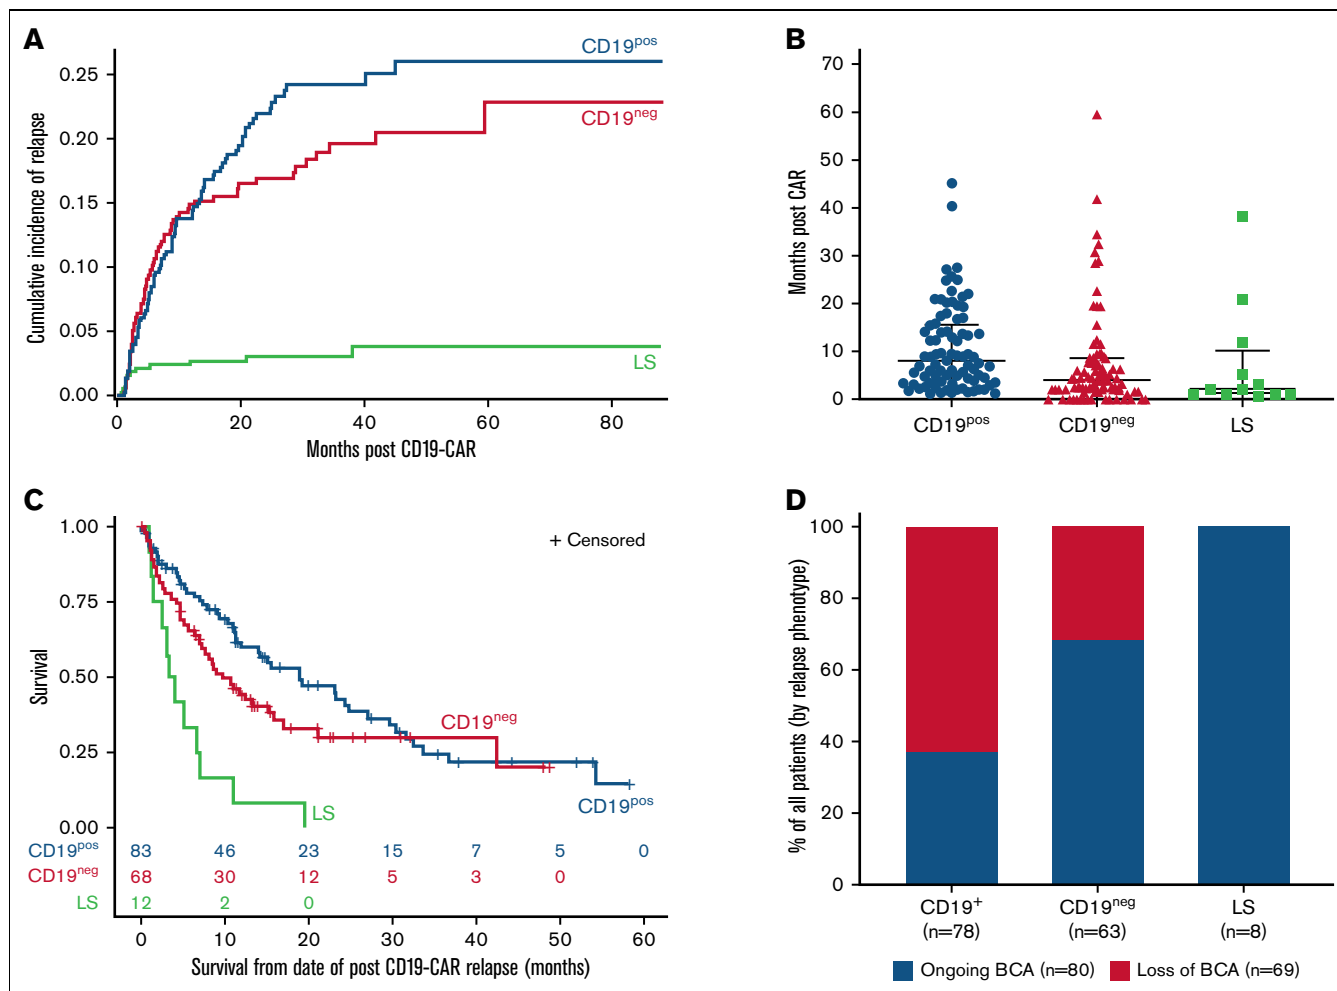 A
CD19pos
CD19neg
LS
0.25
0.20
0.15
0.10
0.05
0.00
Cumulative incidence of relapse
0 20 40 60 80
Months post CD19-CAR
B
70
60
50
40
30
20
10
0
Months post CAR
CD19pos CD19neg LS
C
1.00
0.75
0.50
0.25
0.00
Survival
+ Censored
CD19neg
CD19pos
LS
CD19pos 83 46 23 15 7 5 0
CD19neg 68 30 12 5 3 0
LS 12 2 0
0 10 20 30 40 50 60
Survival from date of post CD19-CAR relapse (months)
D
100
80
60
40
20
0
% of all patients (by relapse phenotype)
CD19+ CD19neg LS
(n=78) (n=63) (n=8)
Ongoing BCA (n=80) Loss of BCA (n=69)